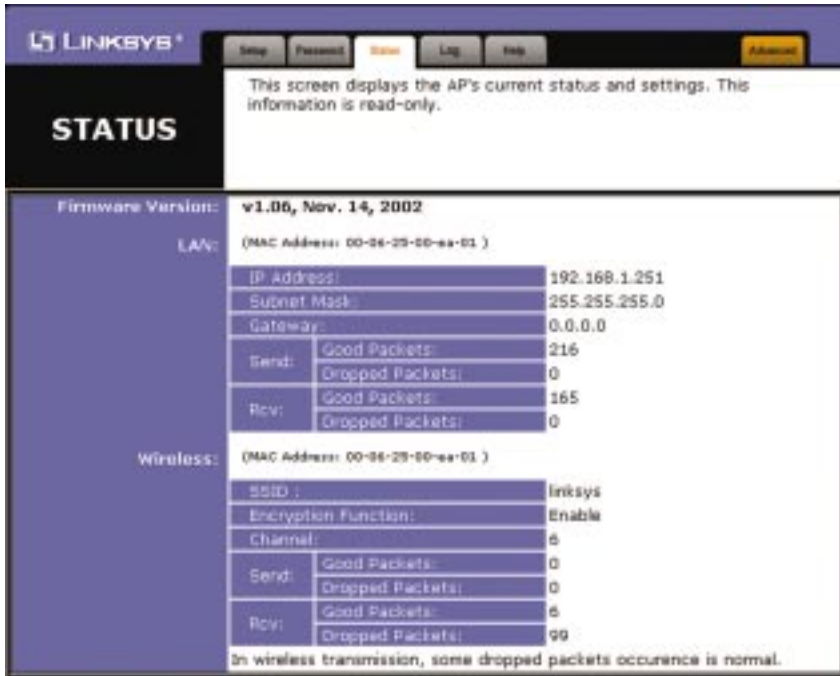 LINKSYS®
Setup Password Status Log Help Advanced
STATUS
This screen displays the AP's current status and settings. This
information is read-only.
Firmware Version: v1.06, Nov. 14, 2002
LAN: (MAC Address: 00-06-25-00-ea-01 )
IP Address: 192.168.1.251
Subnet Mask: 255.255.255.0
Gateway: 0.0.0.0
Send: Good Packets: 216
Dropped Packets: 0
Rcv: Good Packets: 165
Dropped Packets: 0
Wireless: (MAC Address: 00-06-25-00-ea-01 )
SSID : linksys
Encryption Function: Enable
Channel: 6
Send: Good Packets: 0
Dropped Packets: 0
Rcv: Good Packets: 6
Dropped Packets: 99
In wireless transmission, some dropped packets occurence is normal.